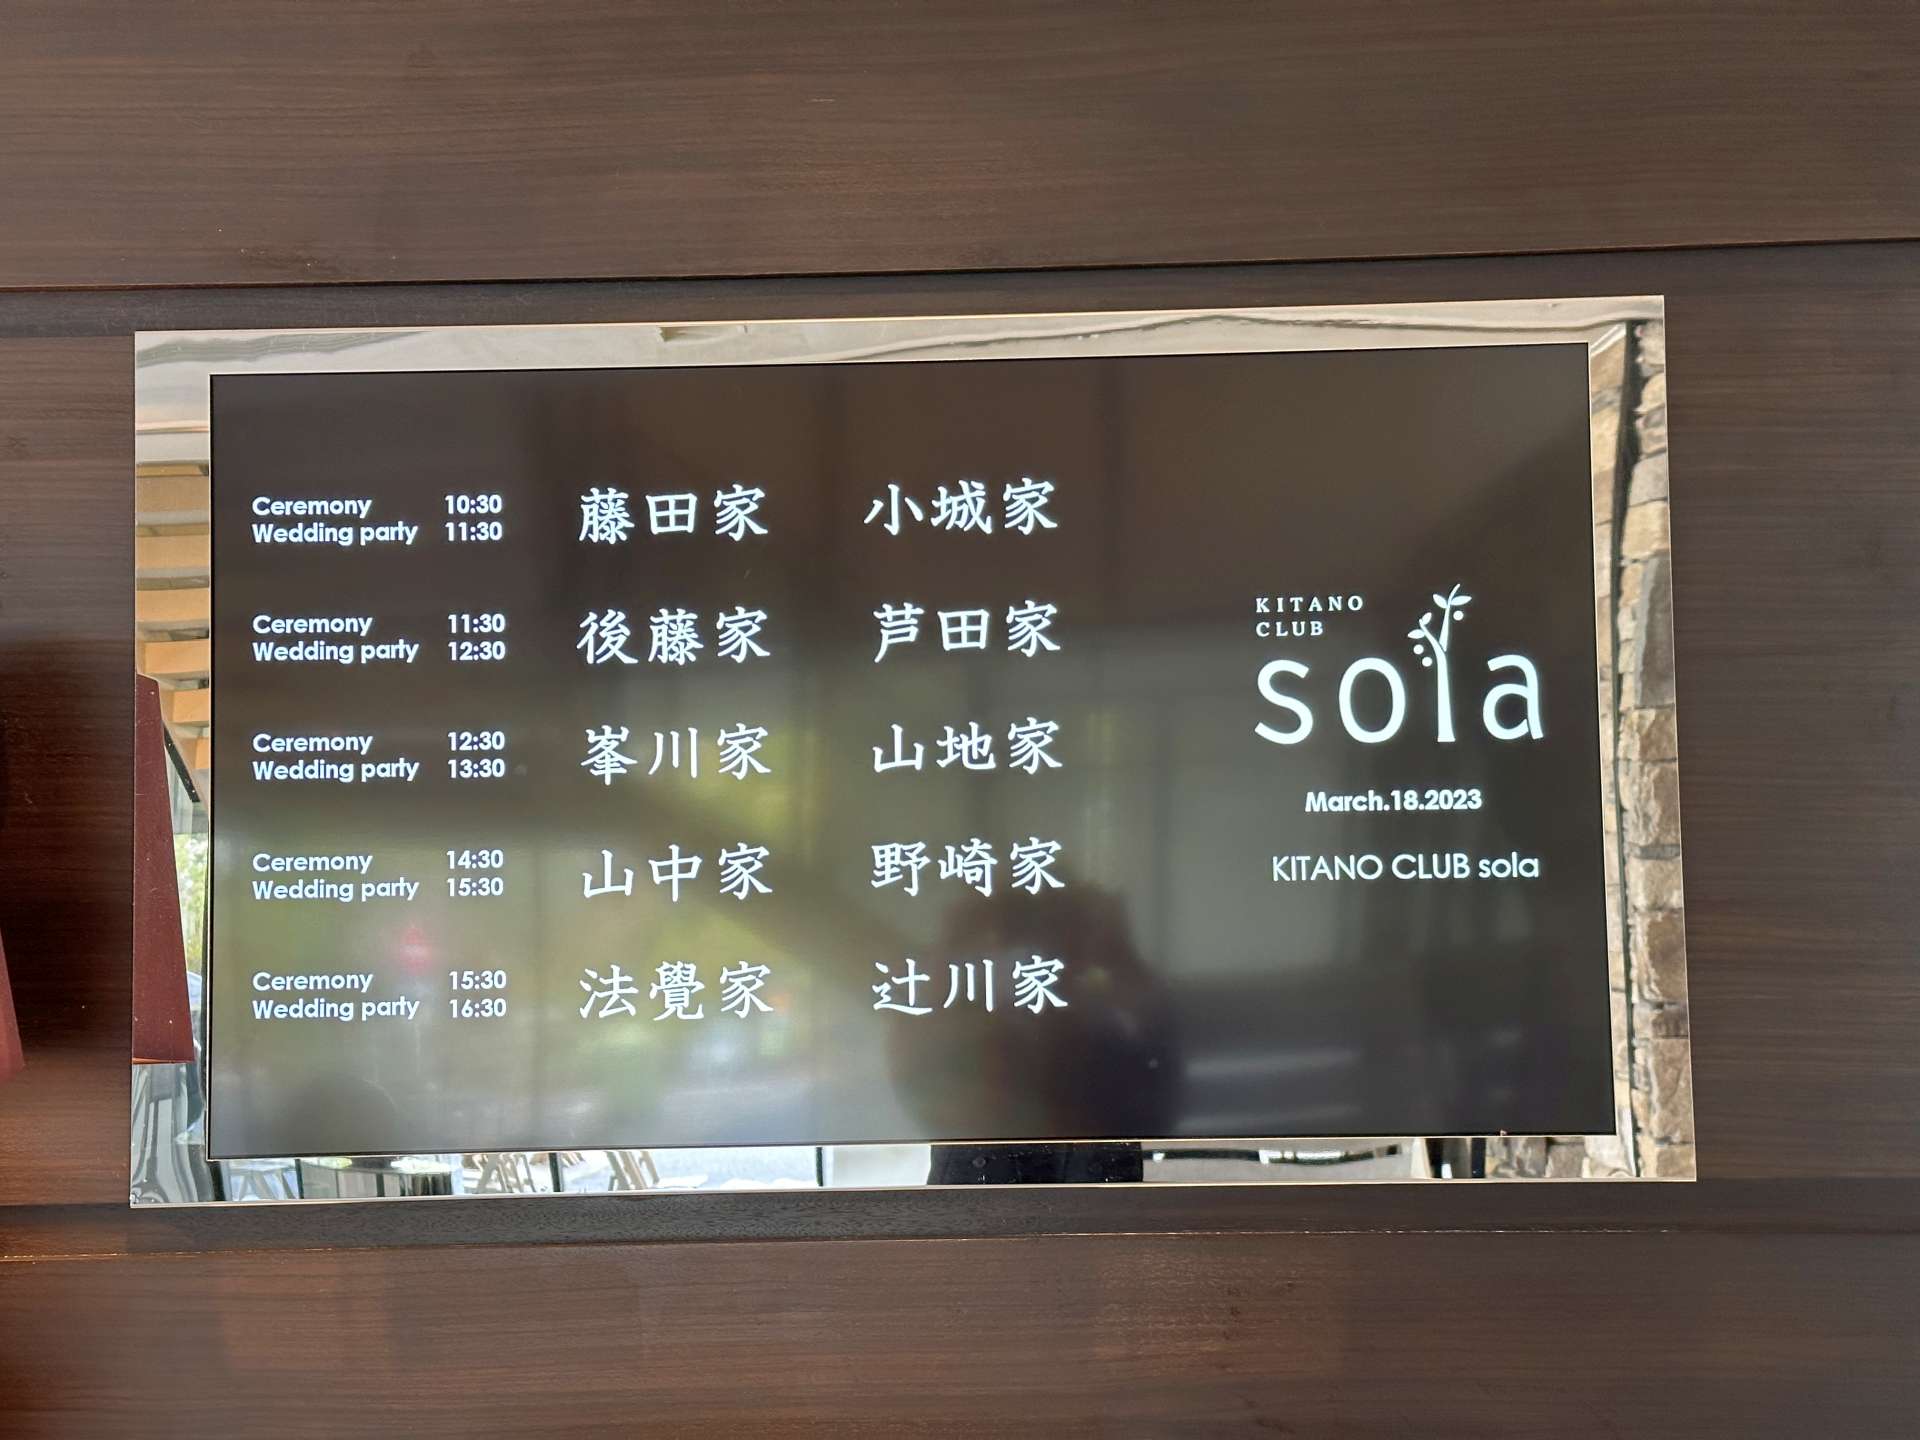 Ceremony 10:30 藤田家 小城家
Wedding party 11:30
Ceremony 11:30 後藤家 芦田家
Wedding party 12:30
Ceremony 12:30 峯川家 山地家
Wedding party 13:30
Ceremony 14:30 山中家 野崎家
Wedding party 15:30
Ceremony 15:30 法覺家 辻川家
Wedding party 16:30
KITANO
CLUB
sola
March.18.2023
KITANO CLUB sola